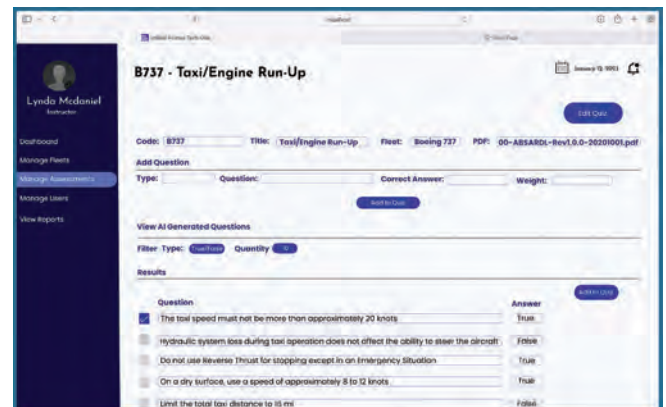 B737 - Taxi/Engine Run-Up
Lynda Mcdaniel
Instructor
Edit Quiz
Dashboard
Manage Fleets
Manage Assessments
Manage Users
View Reports
Code: B737 Title: Taxi/Engine Run-Up Fleet: Boeing 737 PDF: 00-ABSARDL-Rev1.0.0-20201001.pdf
Add Question
Type: Question: Correct Answer: Weight:
Add to Quiz
View AI Generated Questions
Filter Type: True/False Quantity 10
Results
Add to Quiz
Question Answer
The taxi speed must not be more than approximately 20 knots True
Hydraulic system loss during taxi operation does not affect the ability to steer the aircraft False
Do not use Reverse Thrust for stopping except in an Emergency Situation True
On a dry surface, use a speed of approximately 8 to 12 knots True
Limit the total taxi distance to 15 mi False